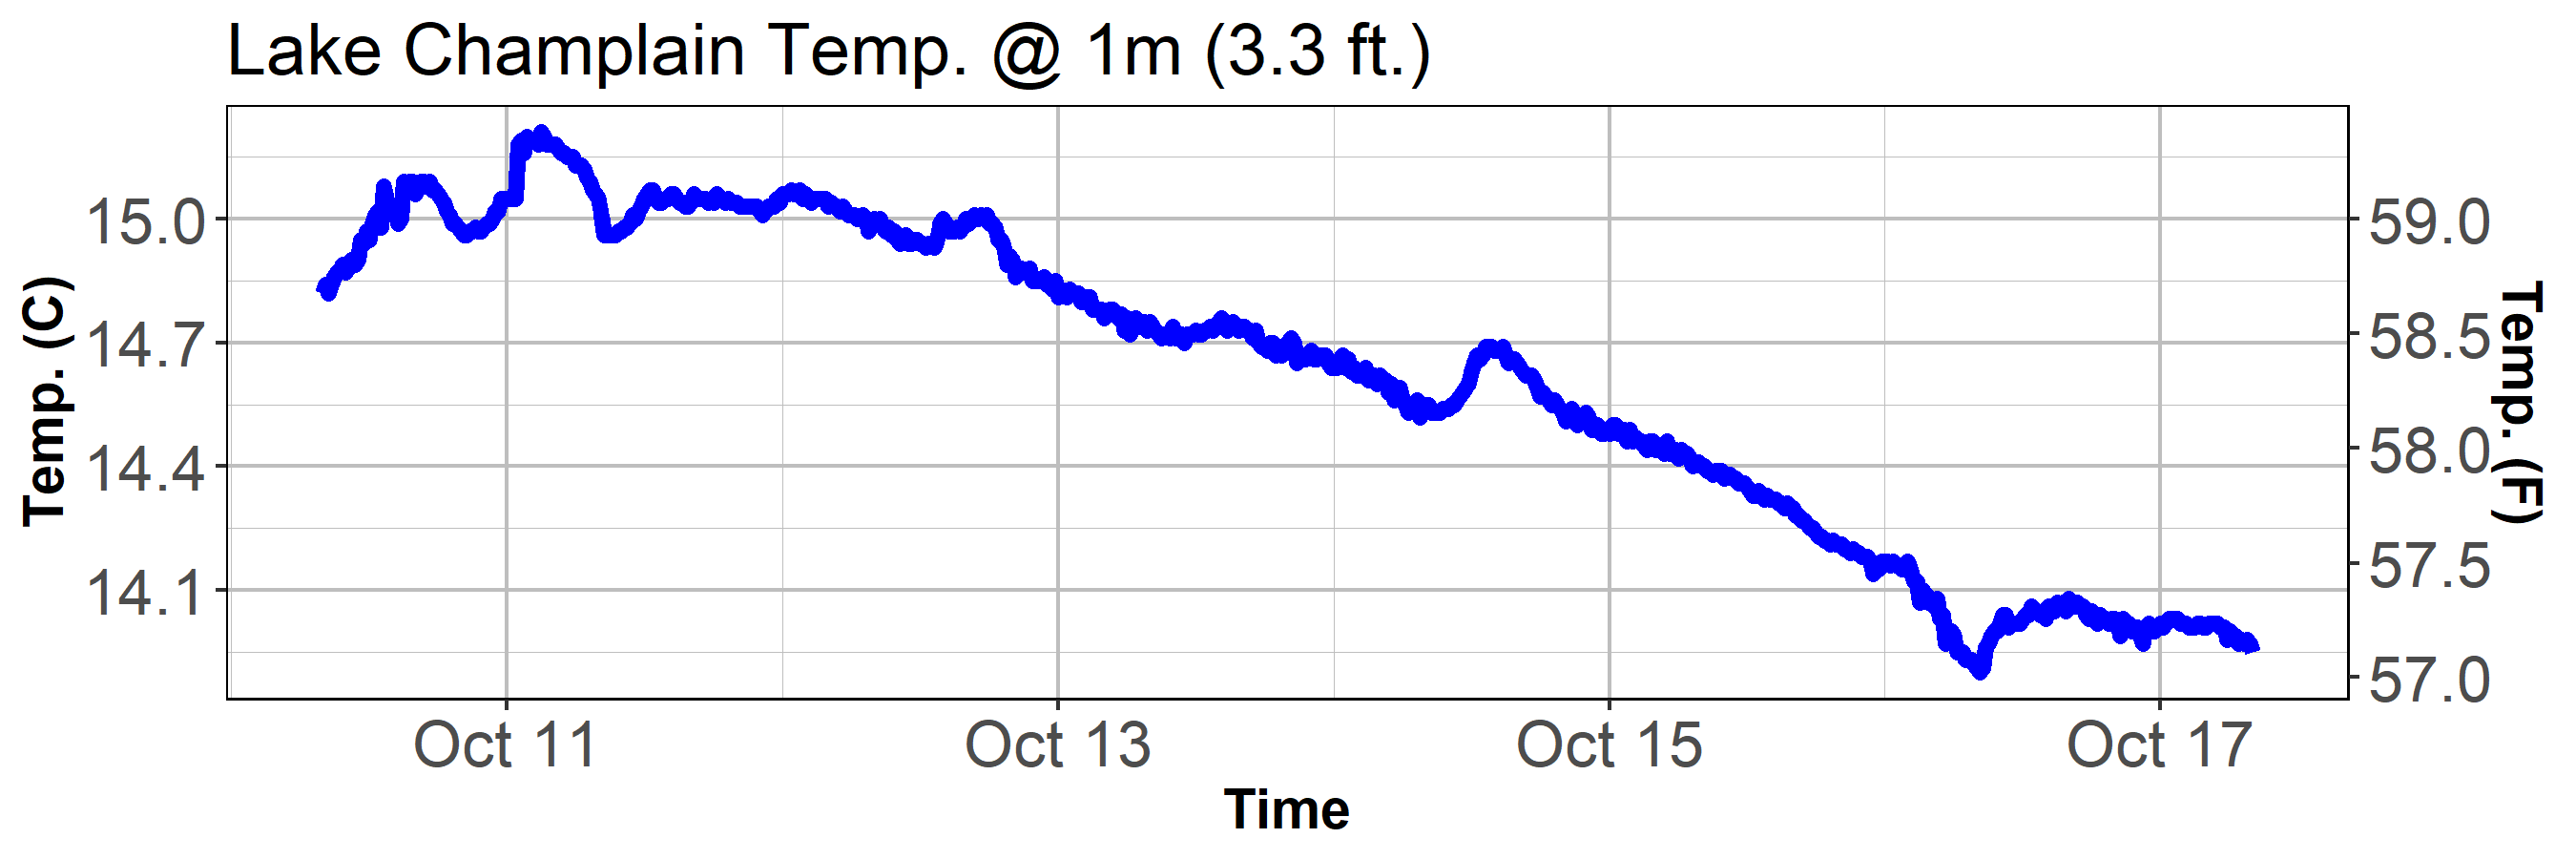 Lake Champlain Temp. @ 1m (3.3 ft.)
Temp. (C)
15.0
14.7
14.4
14.1
59.0
58.5
58.0
57.5
57.0
Temp. (F)
Oct 11 Oct 13 Oct 15 Oct 17
Time